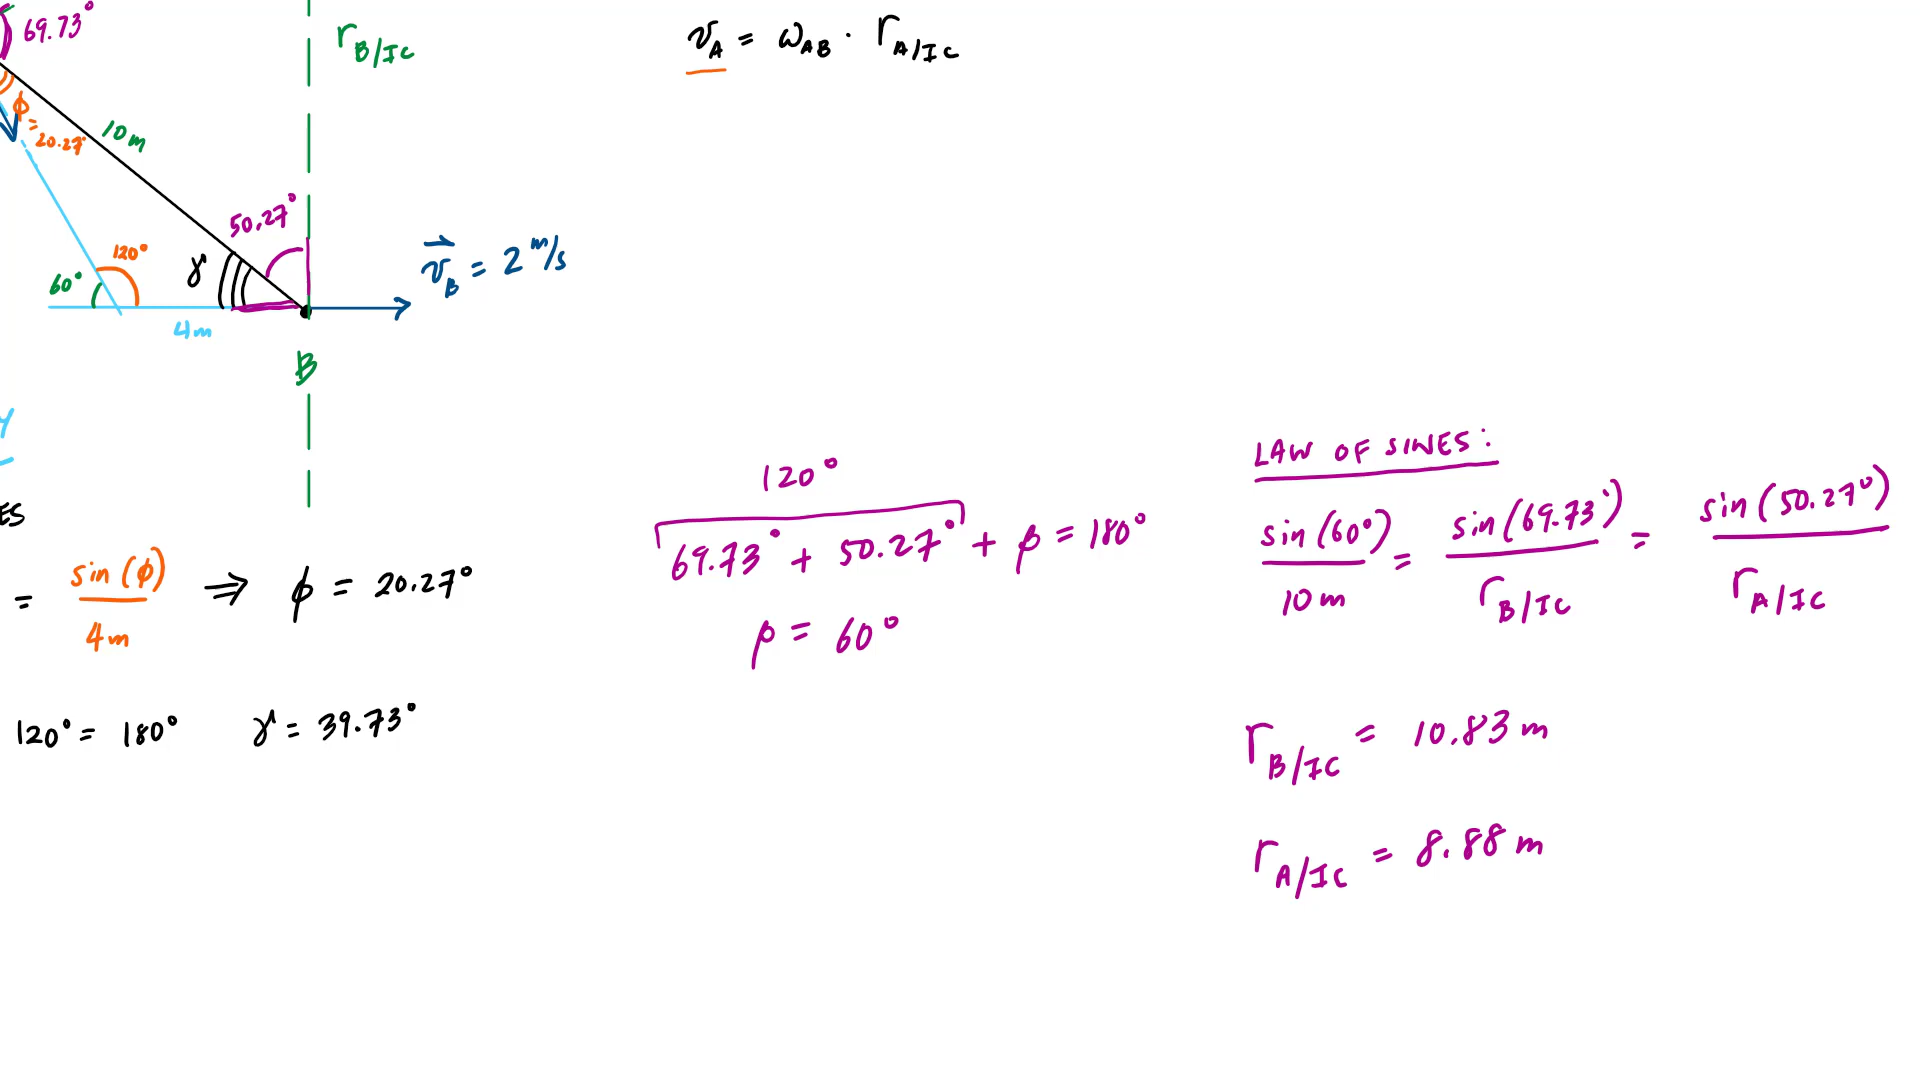 69.73°
r_B/IC
v_A = ω_AB · r_A/IC
ϕ = 20.27°
10m
50.27°
v_B = 2 m/s
60°
120°
γ
4m
B
ES
= sin(ϕ)/4m ⇒ ϕ = 20.27°
120° = 180°
γ = 39.73°
120°
69.73° + 50.27° + β = 180°
β = 60°
LAW OF SINES:
sin(60°)/10m = sin(69.73°)/r_B/IC = sin(50.27°)/r_A/IC
r_B/IC = 10.83 m
r_A/IC = 8.88 m